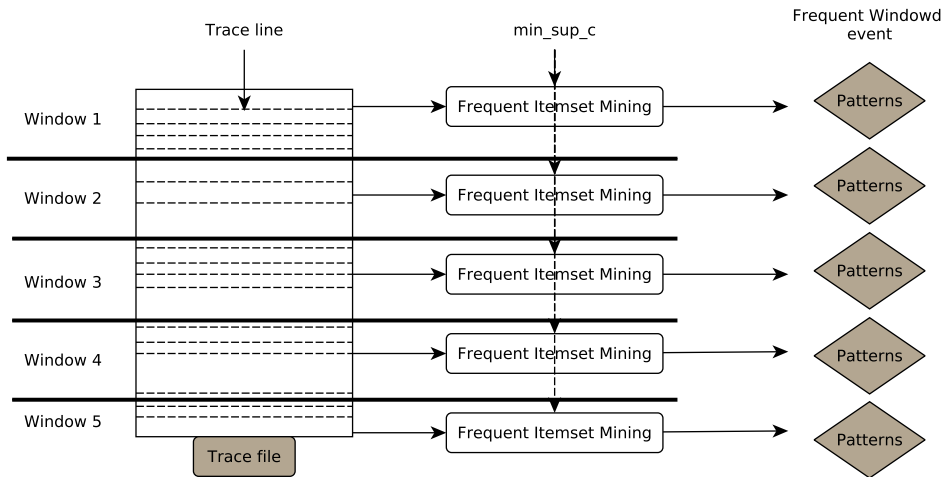 Trace line
min_sup_c
Frequent Windowd
event
Window 1
Frequent Itemset Mining
Patterns
Window 2
Frequent Itemset Mining
Patterns
Window 3
Frequent Itemset Mining
Patterns
Window 4
Frequent Itemset Mining
Patterns
Window 5
Frequent Itemset Mining
Patterns
Trace file